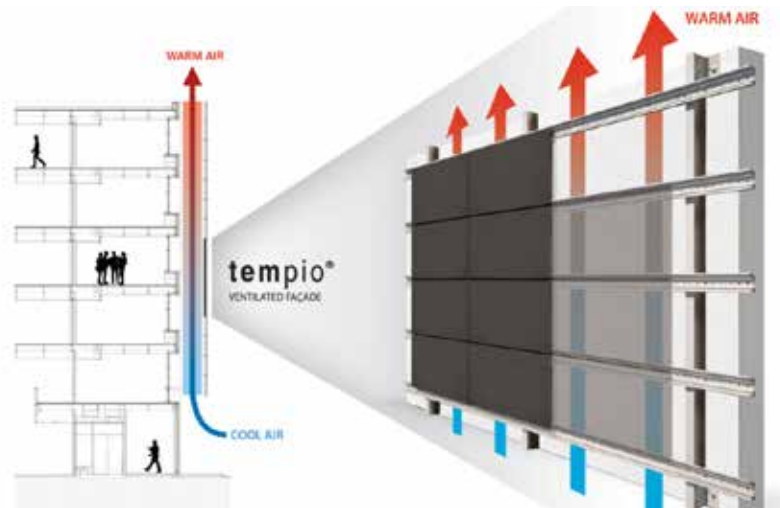 WARM AIR
WARM AIR
tempio®
VENTILATED FAÇADE
COOL AIR